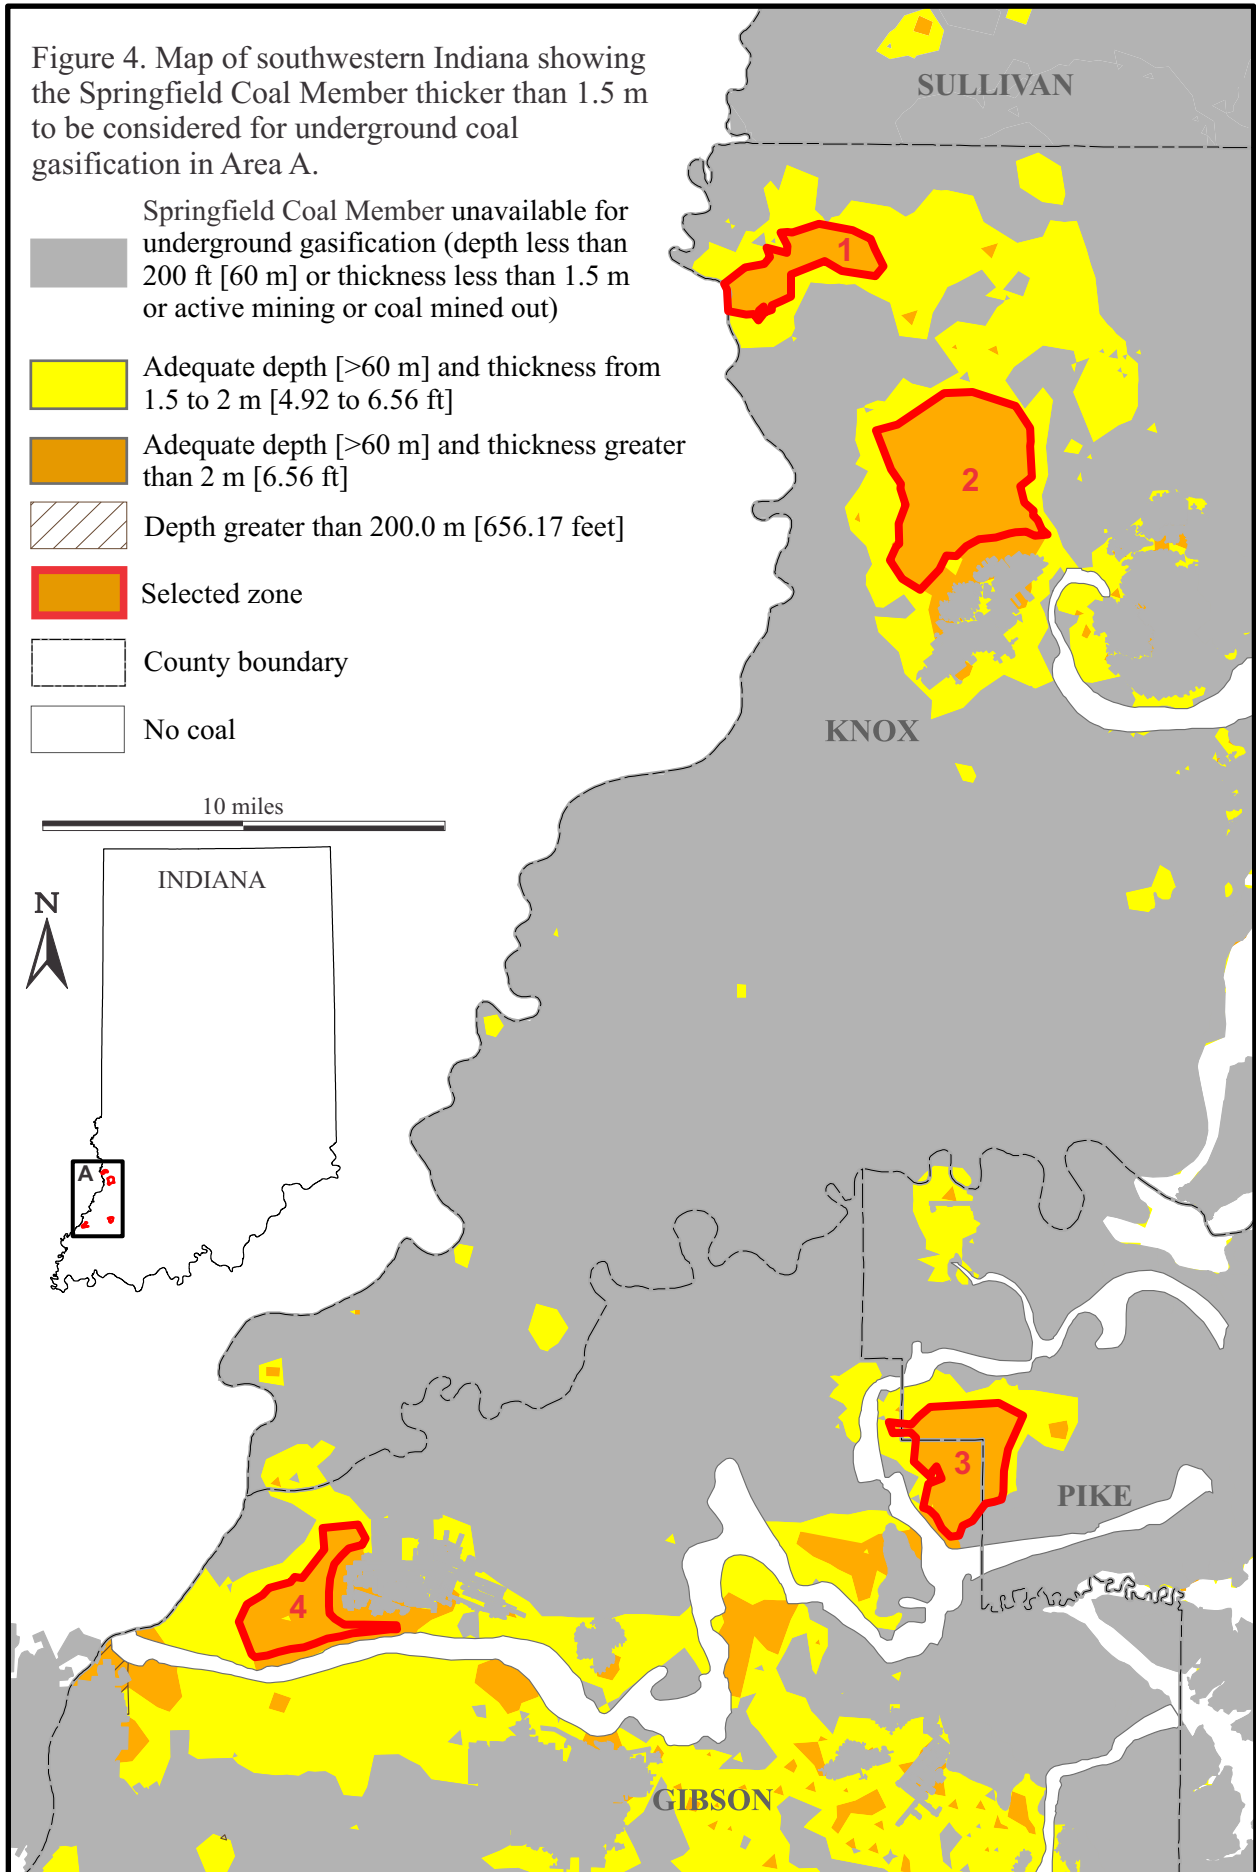 Figure 4. Map of southwestern Indiana showing
the Springfield Coal Member thicker than 1.5 m
to be considered for underground coal
gasification in Area A.
Springfield Coal Member unavailable for
underground gasification (depth less than
200 ft [60 m] or thickness less than 1.5 m
or active mining or coal mined out)
Adequate depth [>60 m] and thickness from
1.5 to 2 m [4.92 to 6.56 ft]
Adequate depth [>60 m] and thickness greater
than 2 m [6.56 ft]
Depth greater than 200.0 m [656.17 feet]
Selected zone
County boundary
No coal
10 miles
INDIANA
N
A
SULLIVAN
1
2
KNOX
3
PIKE
4
GIBSON